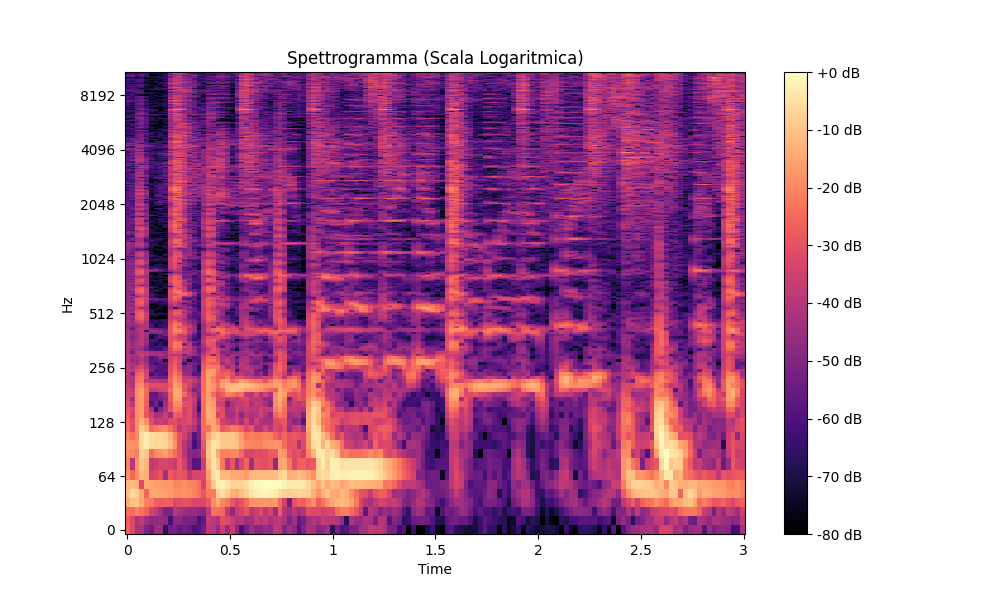 Spettrogramma (Scala Logaritmica)
Hz
8192
4096
2048
1024
512
256
128
64
0
0
0.5
1
1.5
2
2.5
3
Time
+0 dB
-10 dB
-20 dB
-30 dB
-40 dB
-50 dB
-60 dB
-70 dB
-80 dB